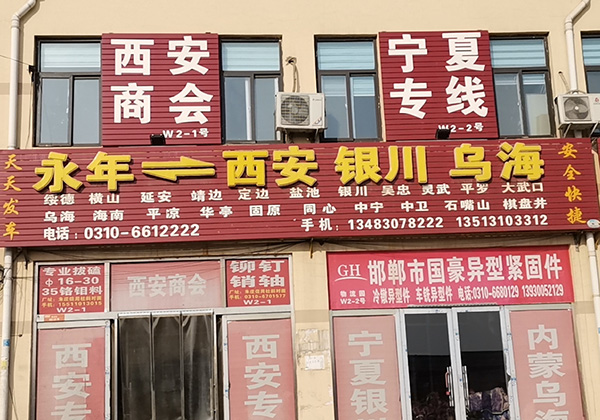 西安
商会
W2-1号
宁夏
专线
W2-2号
天天发车
永年⇌西安 银川 乌海
安全快捷
绥德 横山 延安 靖边 定边 盐池 银川 吴忠 灵武 平罗 大武口
乌海 海南 平凉 华亭 固原 同心 中宁 中卫 石嘴山 棋盘井
电话：0310-6612222 手机：13483078222 13513103312
专业拔磕
ф16-30
35铬钼料
W2-1
西安商会
铆钉
销轴
W2-1
GH 邯郸市国豪异型紧固件
物流园
W2-2号
冷镦异型件 车铣异型件 电话:0310-6680129 13930052129
西安专
西安专
宁夏银
内蒙乌海